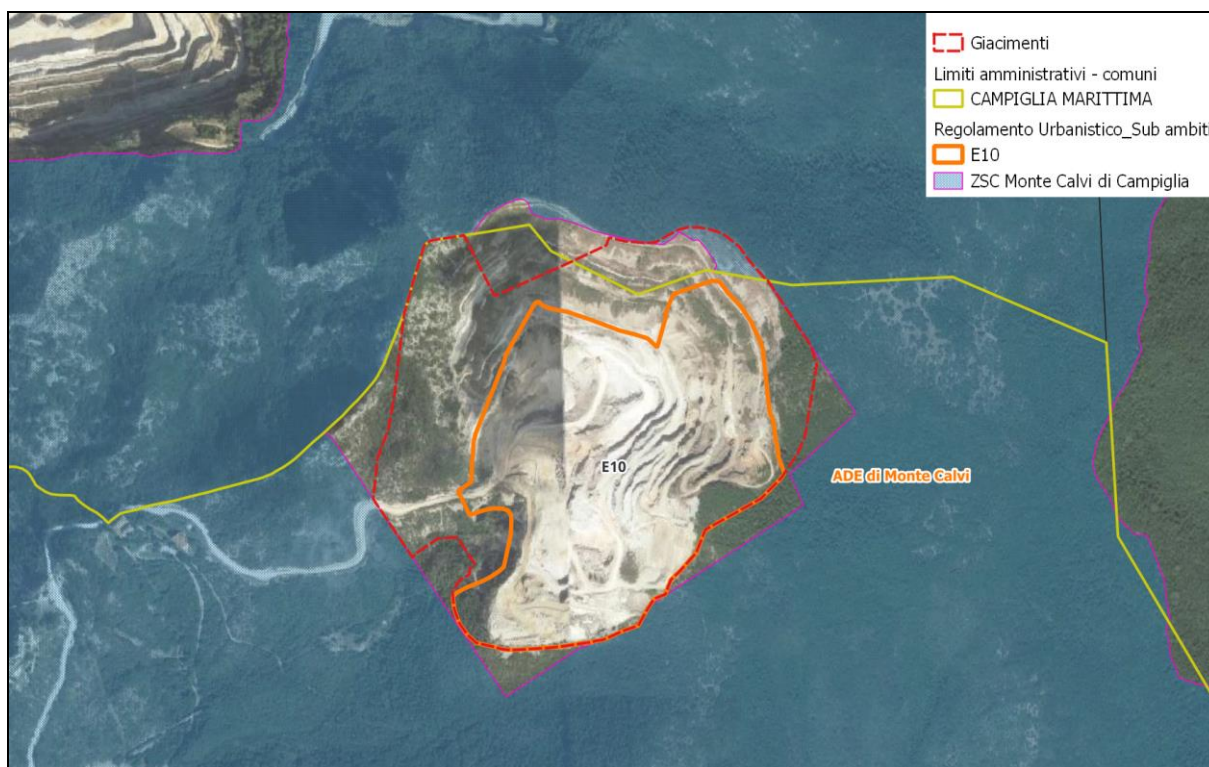 Giacimenti
Limiti amministrativi - comuni
CAMPIGLIA MARITTIMA
Regolamento Urbanistico_Sub ambiti
E10
ZSC Monte Calvi di Campiglia
E10
ADE di Monte Calvi